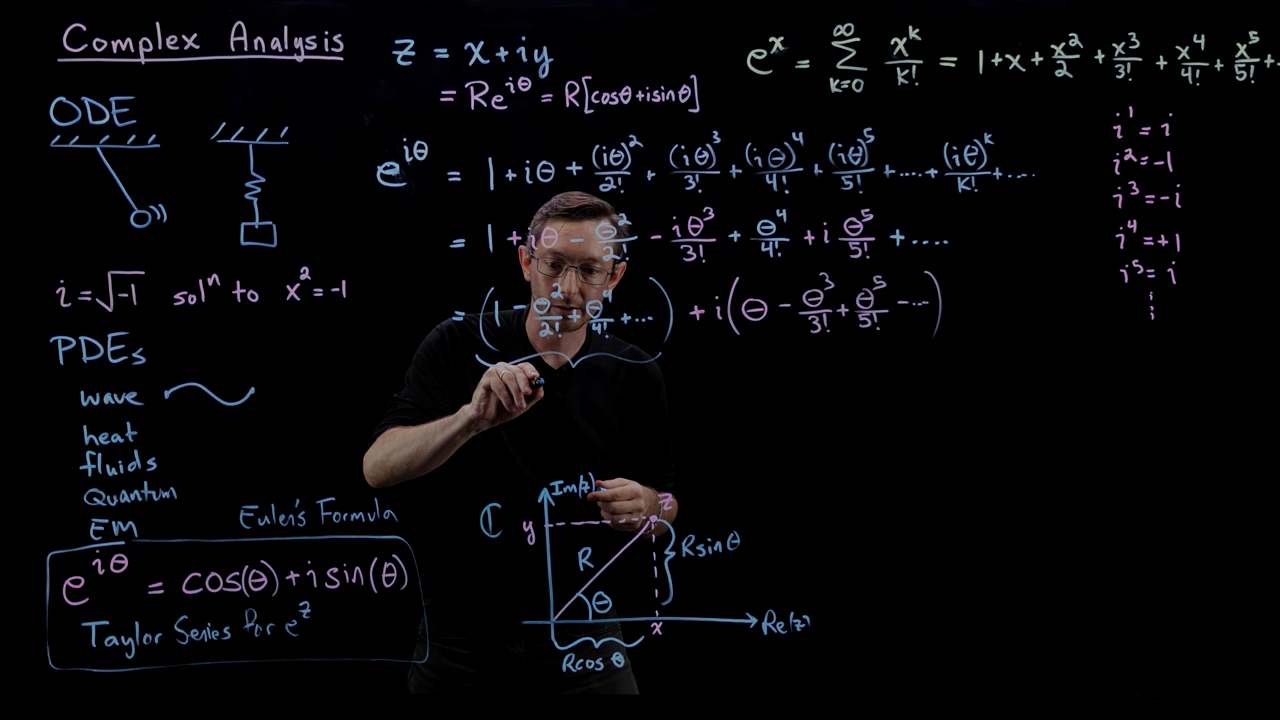 Complex Analysis
z = x + iy
= Re^{iθ} = R[cosθ + isinθ]
e^x = ∑_{k=0}^{∞} x^k/k! = 1 + x + x^2/2 + x^3/3! + x^4/4! + x^5/5! +
ODE
e^{iθ} = 1 + iθ + (iθ)^2/2! + (iθ)^3/3! + (iθ)^4/4! + (iθ)^5/5! + .... + (iθ)^k/k! + ....
= 1 + iθ - θ^2/2! - iθ^3/3! + θ^4/4! + i θ^5/5! + ....
= (1 - θ^2/2! + θ^4/4! + ...) + i(θ - θ^3/3! + θ^5/5! - ...)
i^1 = i
i^2 = -1
i^3 = -i
i^4 = +1
i^5 = i
⋮
i = √-1 solⁿ to x^2 = -1
PDEs
wave
heat
fluids
Quantum
EM
Euler's Formula
e^{iθ} = cos(θ) + i sin(θ)
Taylor Series for e^z
ℂ
Im(z)
z
y
R
R sin θ
θ
x
Re(z)
R cos θ